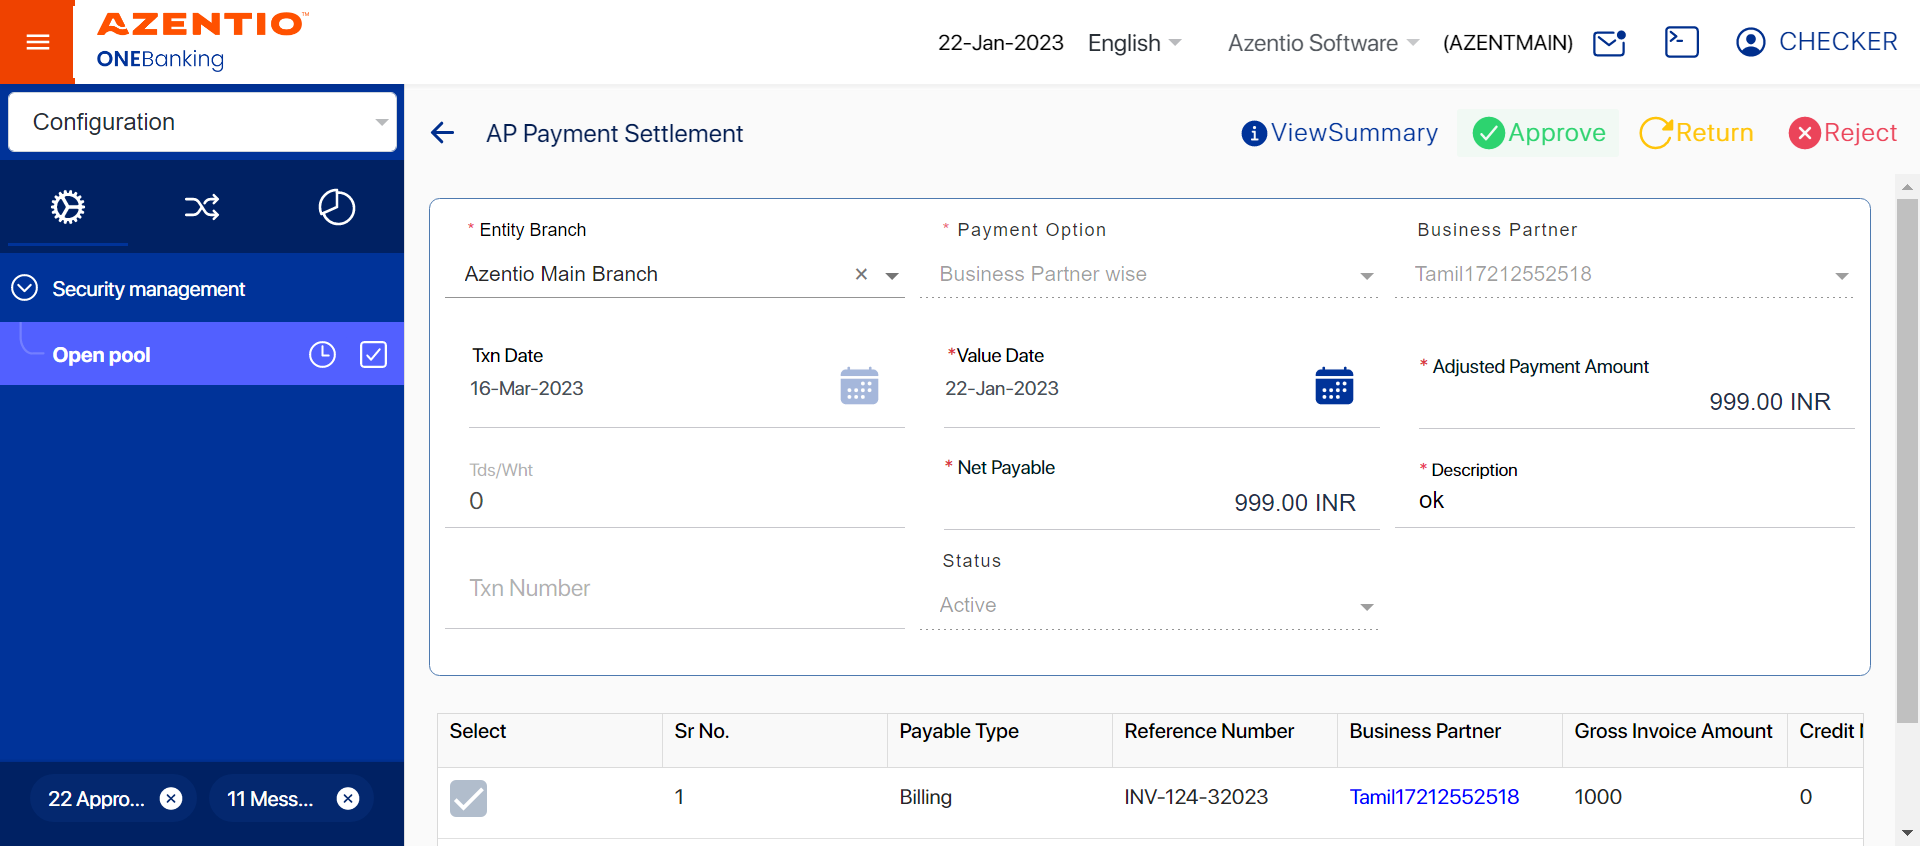 AZENTIO™
ONEBanking
22-Jan-2023 English Azentio Software (AZENTMAIN) CHECKER
Configuration
AP Payment Settlement
ViewSummary Approve Return Reject
Security management
Open pool
22 Appro... 11 Mess...
* Entity Branch * Payment Option Business Partner
Azentio Main Branch Business Partner wise Tamil17212552518
Txn Date *Value Date * Adjusted Payment Amount
16-Mar-2023 22-Jan-2023 999.00 INR
Tds/Wht * Net Payable * Description
0 999.00 INR ok
Txn Number Status
Active
Select Sr No. Payable Type Reference Number Business Partner Gross Invoice Amount Credit
1 Billing INV-124-32023 Tamil17212552518 1000 0